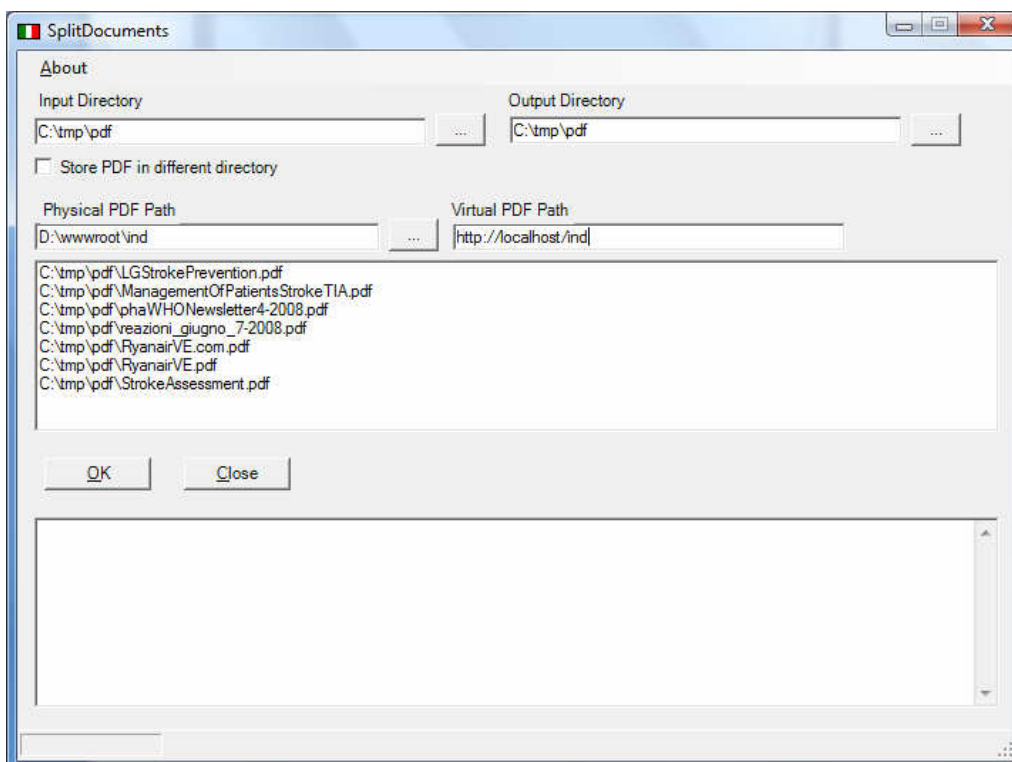 SplitDocuments
About
Input Directory
Output Directory
C:\tmp\pdf
...
C:\tmp\pdf
...
Store PDF in different directory
Physical PDF Path
Virtual PDF Path
D:\wwwroot\ind
...
http://localhost/ind
C:\tmp\pdf\LGStrokePrevention.pdf
C:\tmp\pdf\ManagementOfPatientsStrokeTIA.pdf
C:\tmp\pdf\phaWHONewsletter4-2008.pdf
C:\tmp\pdf\reazioni_giugno_7-2008.pdf
C:\tmp\pdf\RyanairVE.com.pdf
C:\tmp\pdf\RyanairVE.pdf
C:\tmp\pdf\StrokeAssessment.pdf
OK
Close